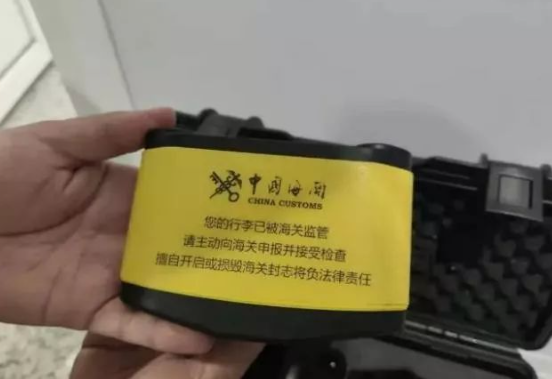 中国海关
CHINA CUSTOMS
您的行李已被海关监管
请主动向海关申报并接受检查
擅自开启或损毁海关封志将负法律责任